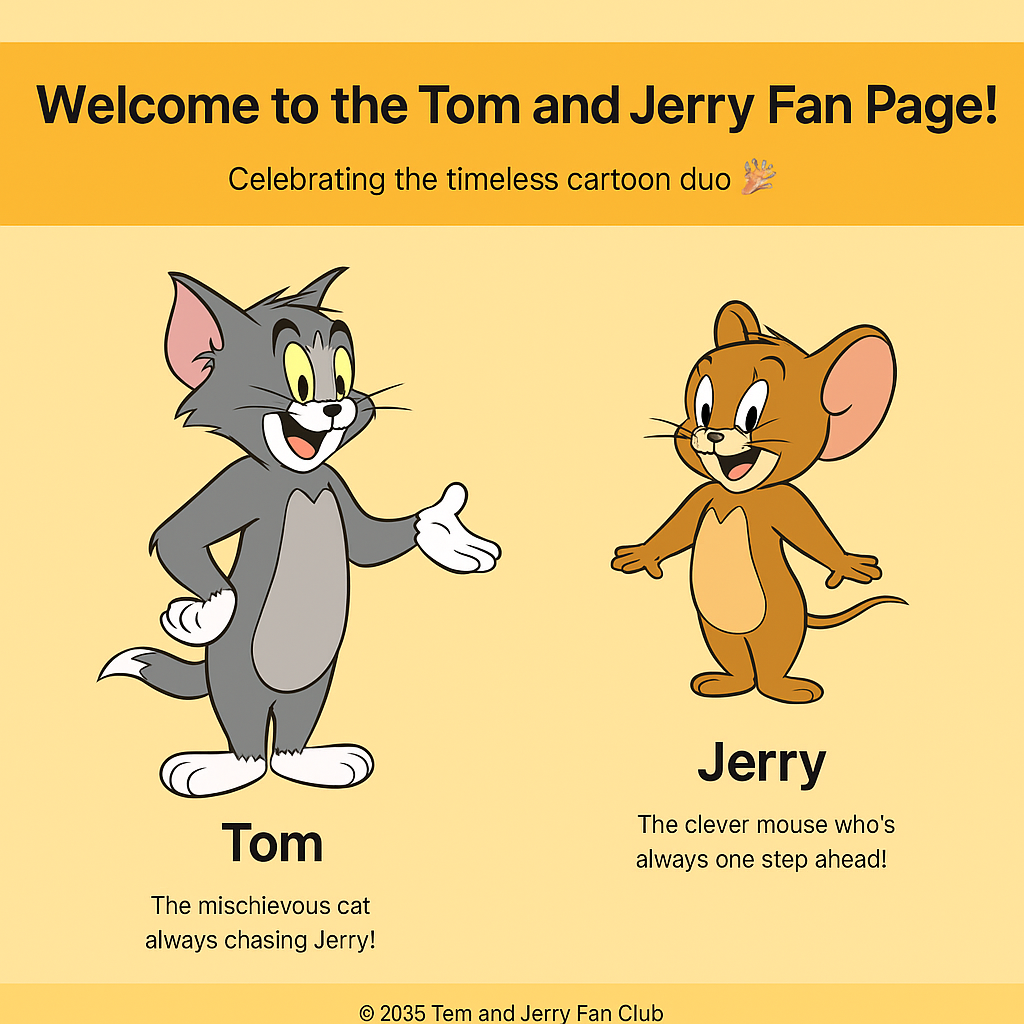 Welcome to the Tom and Jerry Fan Page!
Celebrating the timeless cartoon duo
Tom
The mischievous cat
always chasing Jerry!
Jerry
The clever mouse who's
always one step ahead!
© 2035 Tem and Jerry Fan Club